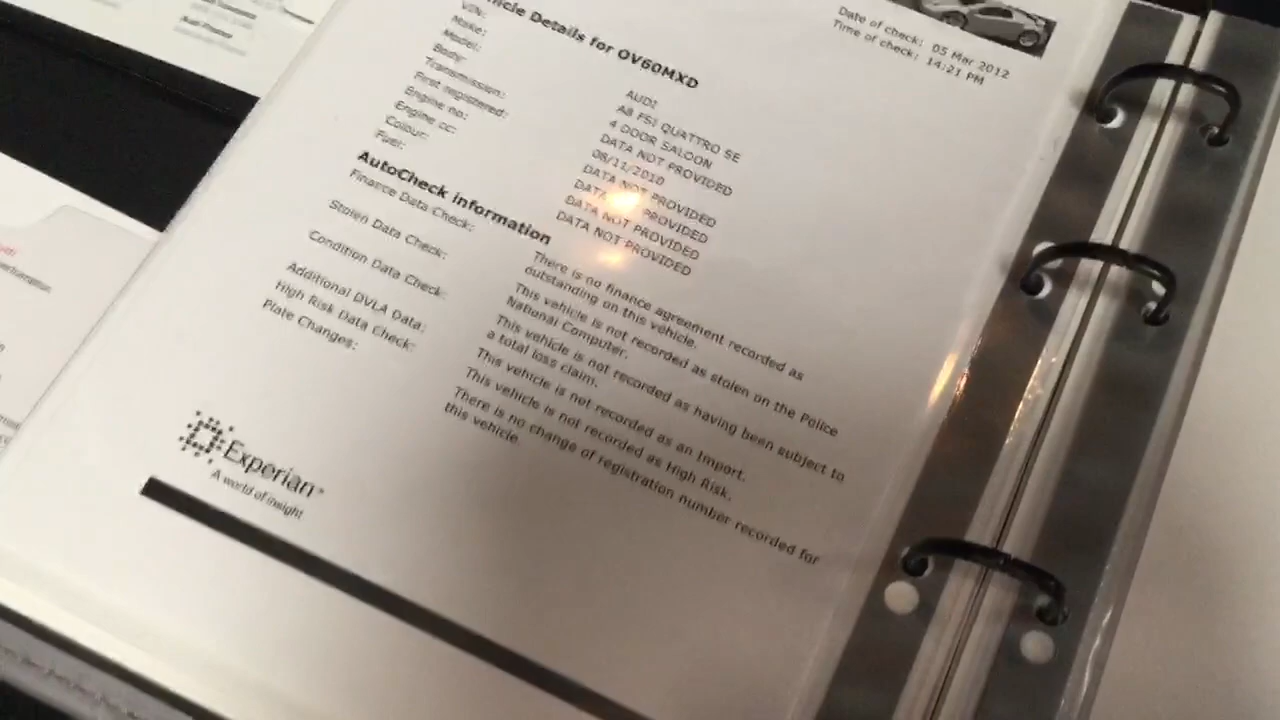 Date of check: 05 Mar 2012
Time of check: 14:21 PM
hicle Details for OV60MXD
VIN:
Make: AUDI
Model: A8 FSI QUATTRO SE
Body: 4 DOOR SALOON
Transmission: DATA NOT PROVIDED
First registered: 08/11/2010
Engine no: DATA NOT PROVIDED
Engine cc: DATA NOT PROVIDED
Colour: DATA NOT PROVIDED
Fuel: DATA NOT PROVIDED
AutoCheck information
Finance Data Check: There is no finance agreement recorded as
outstanding on this vehicle.
Stolen Data Check: This vehicle is not recorded as stolen on the Police
National Computer.
Condition Data Check: This vehicle is not recorded as having been subject to
a total loss claim.
Additional DVLA Data: This vehicle is not recorded as an Import.
High Risk Data Check: This vehicle is not recorded as High Risk.
Plate Changes: There is no change of registration number recorded for
this vehicle.
Experian™
A world of insight